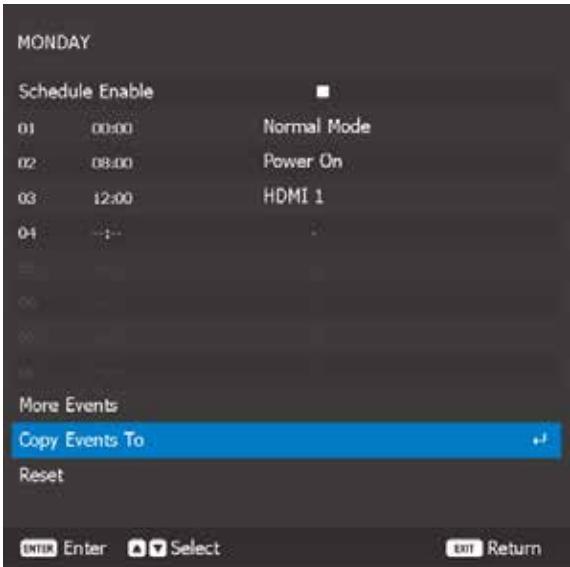 MONDAY
Schedule Enable
01 00:00 Normal Mode
02 08:00 Power On
03 12:00 HDMI 1
04 --:-- -
More Events
Copy Events To
Reset
ENTER Enter Select EXIT Return